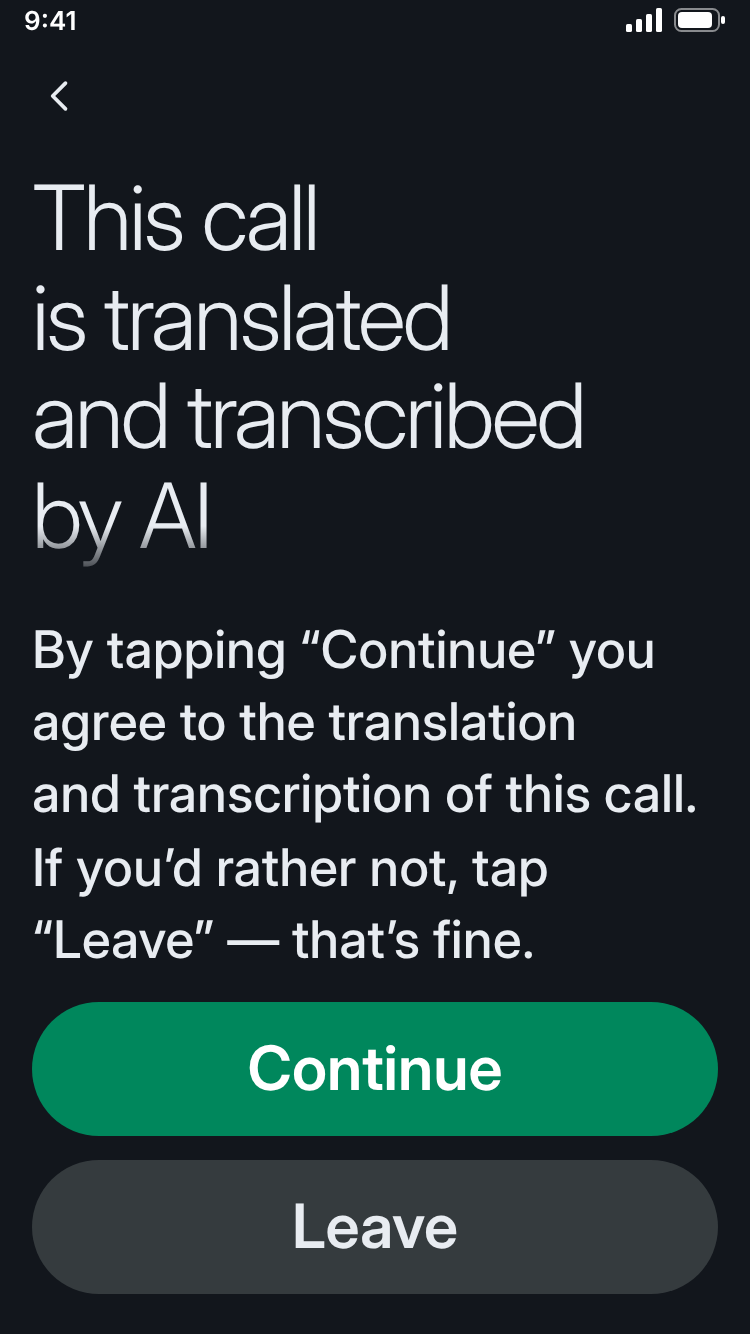 9:41
This call
is translated
and transcribed
by AI
By tapping “Continue” you
agree to the translation
and transcription of this call.
If you’d rather not, tap
“Leave” — that’s fine.
Continue
Leave